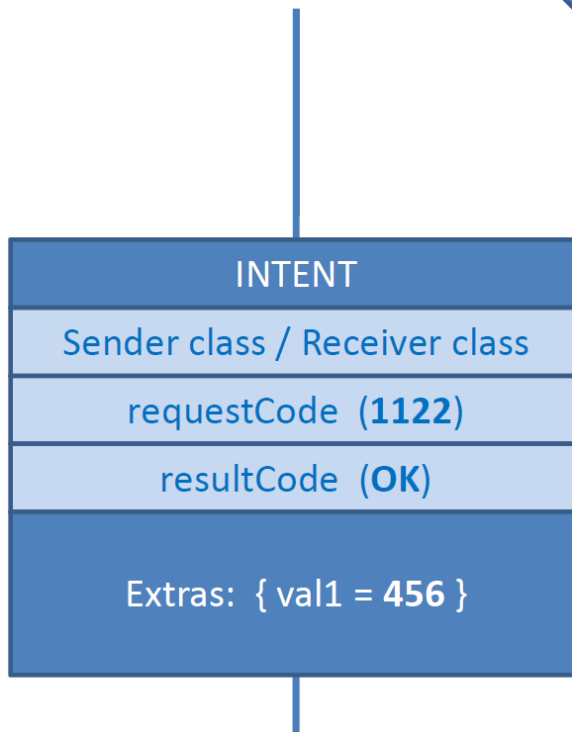 INTENT
Sender class / Receiver class
requestCode (1122)
resultCode (OK)
Extras: { val1 = 456 }